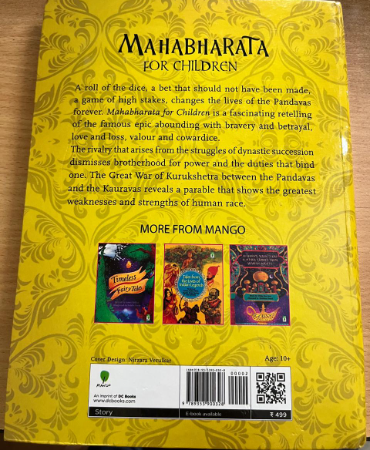 MAHABHARATA
FOR CHILDREN
A roll of the dice, a bet that should not have been made,
a game of high stakes, changes the lives of the Pandavas
forever. Mahabharata for Children is a fascinating retelling
of the famous epic abounding with bravery and betrayal,
love and loss, valour and cowardice.
The rivalry that arises from the struggles of dynastic succession
dismisses brotherhood for power and the duties that bind
one. The Great War of Kurukshetra between the Pandavas
and the Kauravas reveals a parable that shows the greatest
weaknesses and strengths of human race.
MORE FROM MANGO
Timeless
Fairy Tales
Cover Design: Nirzara Verulkar
Age: 10+
An imprint of DC Books
www.dcbooks.com
Story
E-book available
₹ 499